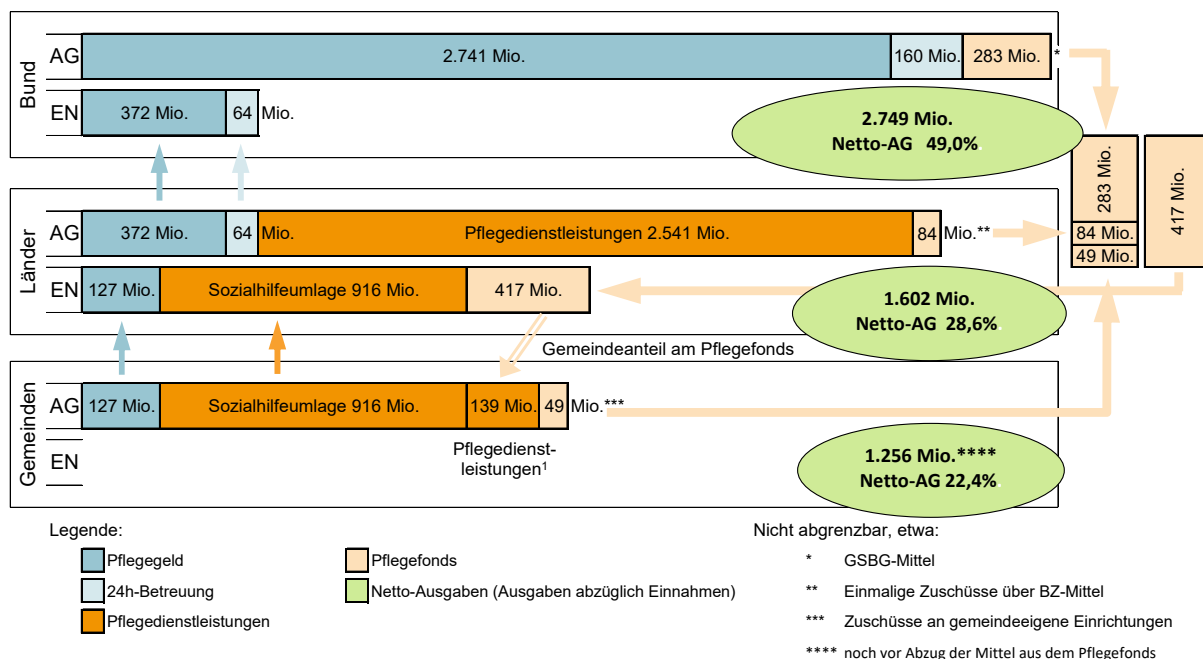 Bund
AG
2.741 Mio.
160 Mio.
283 Mio.
*
EN
372 Mio.
64
Mio.
2.749 Mio.
Netto-AG 49,0%
283 Mio.
84 Mio.
49 Mio.
417 Mio.
Länder
AG
372 Mio.
64
Mio.
Pflegedienstleistungen 2.541 Mio.
84
Mio.**
EN
127 Mio.
Sozialhilfeumlage 916 Mio.
417 Mio.
1.602 Mio.
Netto-AG 28,6%
Gemeindeanteil am Pflegefonds
Gemeinden
AG
127 Mio.
Sozialhilfeumlage 916 Mio.
139 Mio.
49
Mio.***
EN
Pflegedienst-
leistungen¹
1.256 Mio.****
Netto-AG 22,4%
Legende:
Pflegegeld
24h-Betreuung
Pflegedienstleistungen
Pflegefonds
Netto-Ausgaben (Ausgaben abzüglich Einnahmen)
Nicht abgrenzbar, etwa:
* GSBG-Mittel
** Einmalige Zuschüsse über BZ-Mittel
*** Zuschüsse an gemeindeeigene Einrichtungen
**** noch vor Abzug der Mittel aus dem Pflegefonds